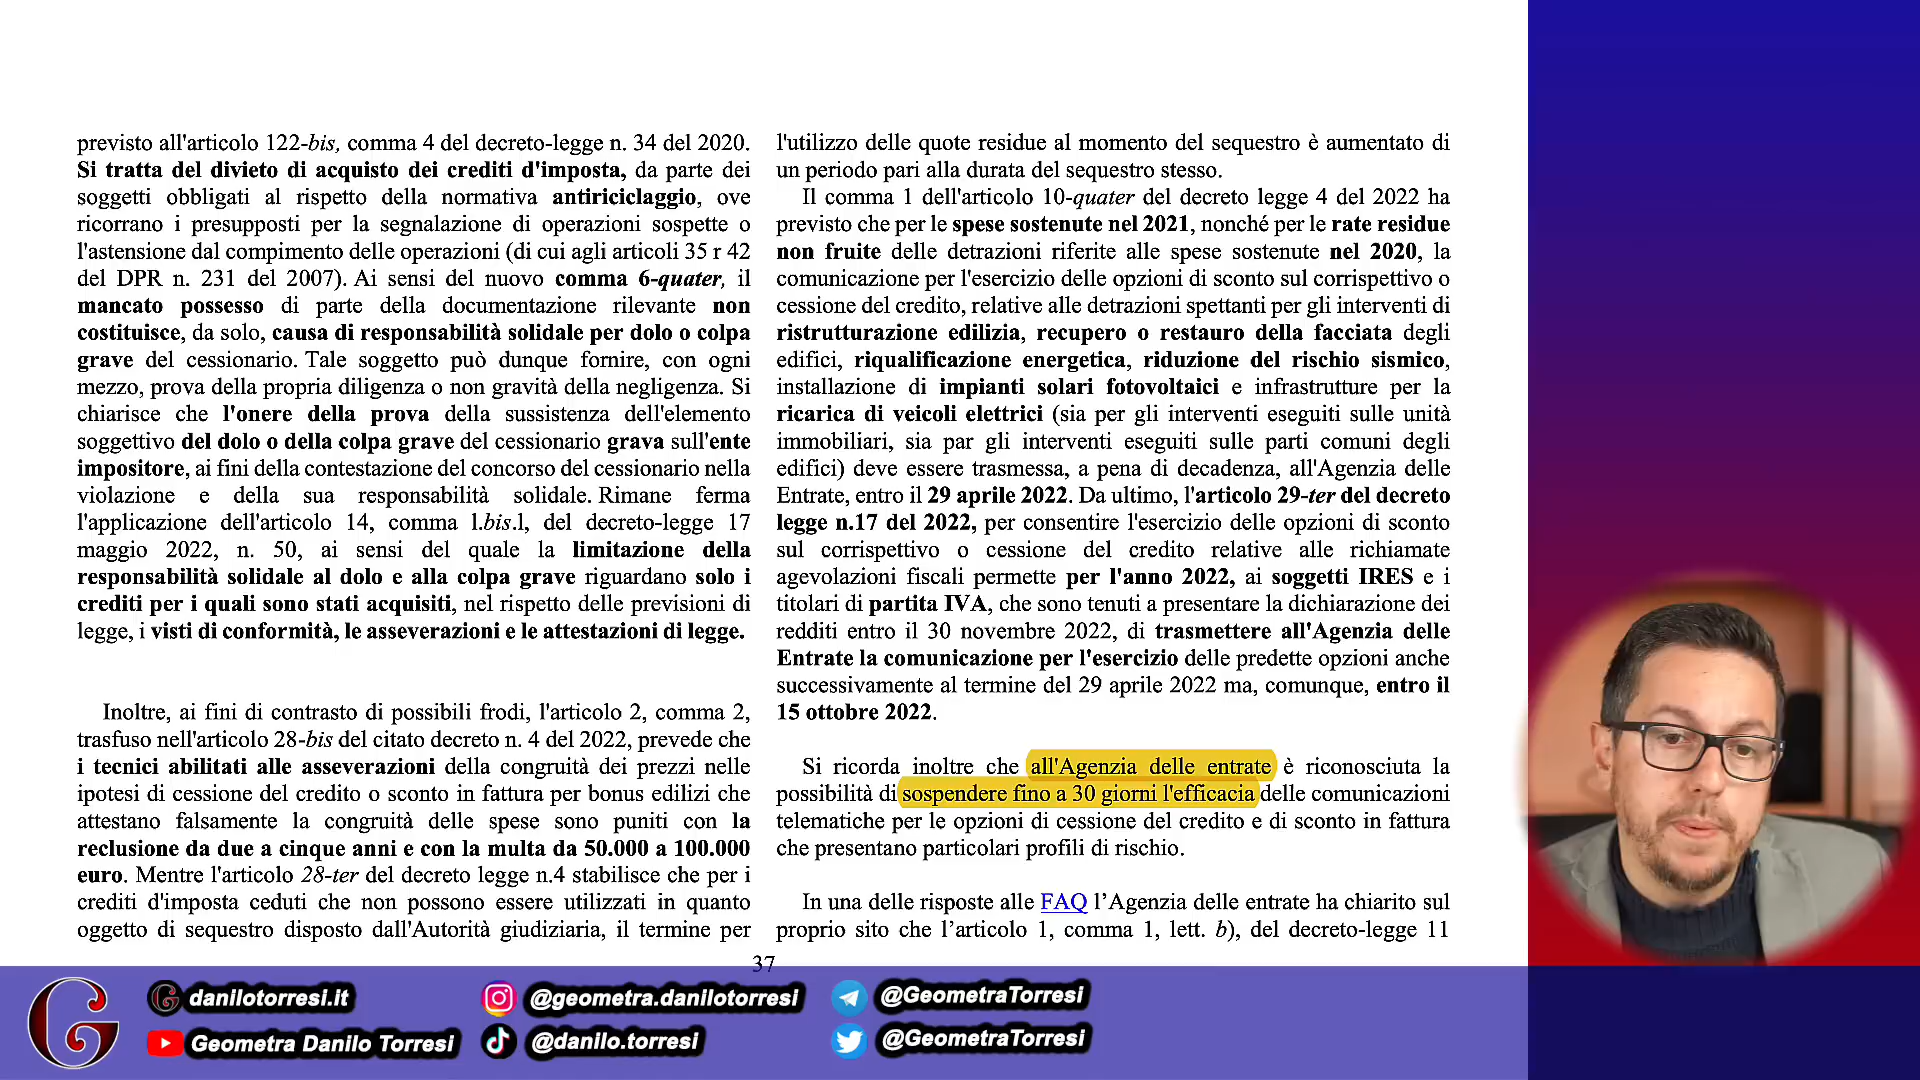 previsto all'articolo 122-bis, comma 4 del decreto-legge n. 34 del 2020.
Si tratta del divieto di acquisto dei crediti d'imposta, da parte dei
soggetti obbligati al rispetto della normativa antiriciclaggio, ove
ricorrano i presupposti per la segnalazione di operazioni sospette o
l'astensione dal compimento delle operazioni (di cui agli articoli 35 r 42
del DPR n. 231 del 2007). Ai sensi del nuovo comma 6-quater, il
mancato possesso di parte della documentazione rilevante non
costituisce, da solo, causa di responsabilità solidale per dolo o colpa
grave del cessionario. Tale soggetto può dunque fornire, con ogni
mezzo, prova della propria diligenza o non gravità della negligenza. Si
chiarisce che l'onere della prova della sussistenza dell'elemento
soggettivo del dolo o della colpa grave del cessionario grava sull'ente
impositore, ai fini della contestazione del concorso del cessionario nella
violazione e della sua responsabilità solidale. Rimane ferma
l'applicazione dell'articolo 14, comma l.bis.l, del decreto-legge 17
maggio 2022, n. 50, ai sensi del quale la limitazione della
responsabilità solidale al dolo e alla colpa grave riguardano solo i
crediti per i quali sono stati acquisiti, nel rispetto delle previsioni di
legge, i visti di conformità, le asseverazioni e le attestazioni di legge.
Inoltre, ai fini di contrasto di possibili frodi, l'articolo 2, comma 2,
trasfuso nell'articolo 28-bis del citato decreto n. 4 del 2022, prevede che
i tecnici abilitati alle asseverazioni della congruità dei prezzi nelle
ipotesi di cessione del credito o sconto in fattura per bonus edilizi che
attestano falsamente la congruità delle spese sono puniti con la
reclusione da due a cinque anni e con la multa da 50.000 a 100.000
euro. Mentre l'articolo 28-ter del decreto legge n.4 stabilisce che per i
crediti d'imposta ceduti che non possono essere utilizzati in quanto
oggetto di sequestro disposto dall'Autorità giudiziaria, il termine per
l'utilizzo delle quote residue al momento del sequestro è aumentato di
un periodo pari alla durata del sequestro stesso.
Il comma 1 dell'articolo 10-quater del decreto legge 4 del 2022 ha
previsto che per le spese sostenute nel 2021, nonché per le rate residue
non fruite delle detrazioni riferite alle spese sostenute nel 2020, la
comunicazione per l'esercizio delle opzioni di sconto sul corrispettivo o
cessione del credito, relative alle detrazioni spettanti per gli interventi di
ristrutturazione edilizia, recupero o restauro della facciata degli
edifici, riqualificazione energetica, riduzione del rischio sismico,
installazione di impianti solari fotovoltaici e infrastrutture per la
ricarica di veicoli elettrici (sia per gli interventi eseguiti sulle unità
immobiliari, sia par gli interventi eseguiti sulle parti comuni degli
edifici) deve essere trasmessa, a pena di decadenza, all'Agenzia delle
Entrate, entro il 29 aprile 2022. Da ultimo, l'articolo 29-ter del decreto
legge n.17 del 2022, per consentire l'esercizio delle opzioni di sconto
sul corrispettivo o cessione del credito relative alle richiamate
agevolazioni fiscali permette per l'anno 2022, ai soggetti IRES e i
titolari di partita IVA, che sono tenuti a presentare la dichiarazione dei
redditi entro il 30 novembre 2022, di trasmettere all'Agenzia delle
Entrate la comunicazione per l'esercizio delle predette opzioni anche
successivamente al termine del 29 aprile 2022 ma, comunque, entro il
15 ottobre 2022.
Si ricorda inoltre che all'Agenzia delle entrate è riconosciuta la
possibilità di sospendere fino a 30 giorni l'efficacia delle comunicazioni
telematiche per le opzioni di cessione del credito e di sconto in fattura
che presentano particolari profili di rischio.
In una delle risposte alle FAQ l’Agenzia delle entrate ha chiarito sul
proprio sito che l’articolo 1, comma 1, lett. b), del decreto-legge 11
37
danilotorresi.it
@geometra.danilotorresi
@GeometraTorresi
Geometra Danilo Torresi
@danilo.torresi
@GeometraTorresi